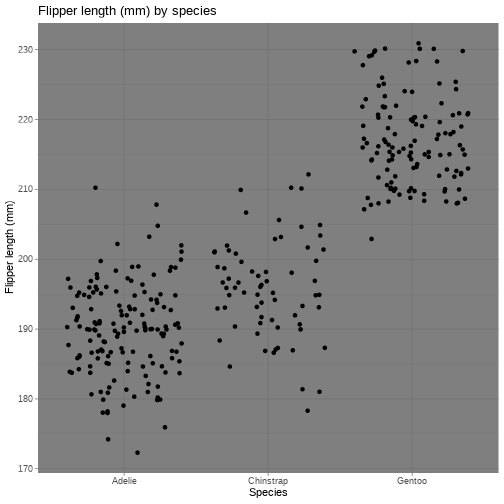 Flipper length (mm) by species
Flipper length (mm)
230
220
210
200
190
180
170
Adelie Chinstrap Gentoo
Species